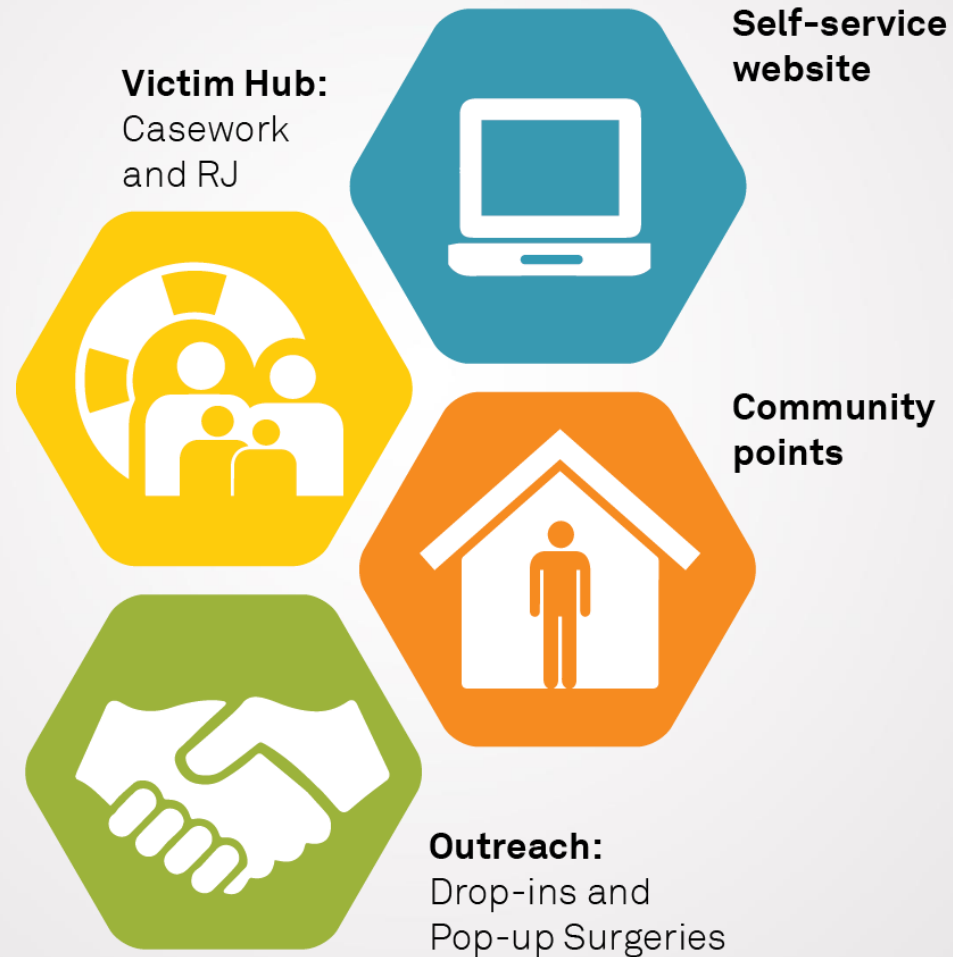 Self-service
website
Victim Hub:
Casework
and RJ
Community
points
Outreach:
Drop-ins and
Pop-up Surgeries